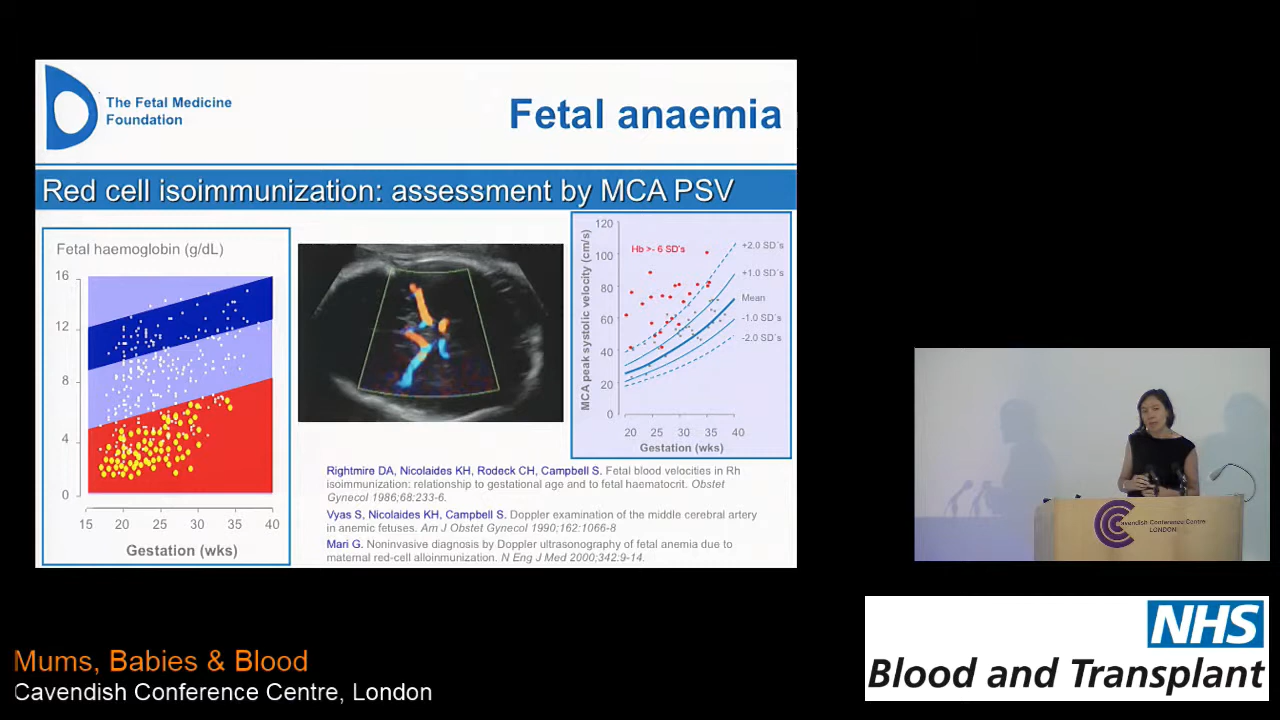 The Fetal Medicine
Foundation
Fetal anaemia
Red cell isoimmunization: assessment by MCA PSV
Fetal haemoglobin (g/dL)
16
12
8
4
0
15 20 25 30 35 40
Gestation (wks)
MCA peak systolic velocity (cm/s)
120
100
80
60
40
20
0
Hb >- 6 SD's
+2.0 SD´s
+1.0 SD´s
Mean
-1.0 SD´s
-2.0 SD´s
20 25 30 35 40
Gestation (wks)
Rightmire DA, Nicolaides KH, Rodeck CH, Campbell S. Fetal blood velocities in Rh
isoimmunization: relationship to gestational age and to fetal haematocrit. Obstet
Gynecol 1986;68:233-6.
Vyas S, Nicolaides KH, Campbell S. Doppler examination of the middle cerebral artery
in anemic fetuses. Am J Obstet Gynecol 1990;162:1066-8
Mari G. Noninvasive diagnosis by Doppler ultrasonography of fetal anemia due to
maternal red-cell alloimmunization. N Eng J Med 2000;342:9-14.
Cavendish Conference Centre
LONDON
NHS
Blood and Transplant
Mums, Babies & Blood
Cavendish Conference Centre, London